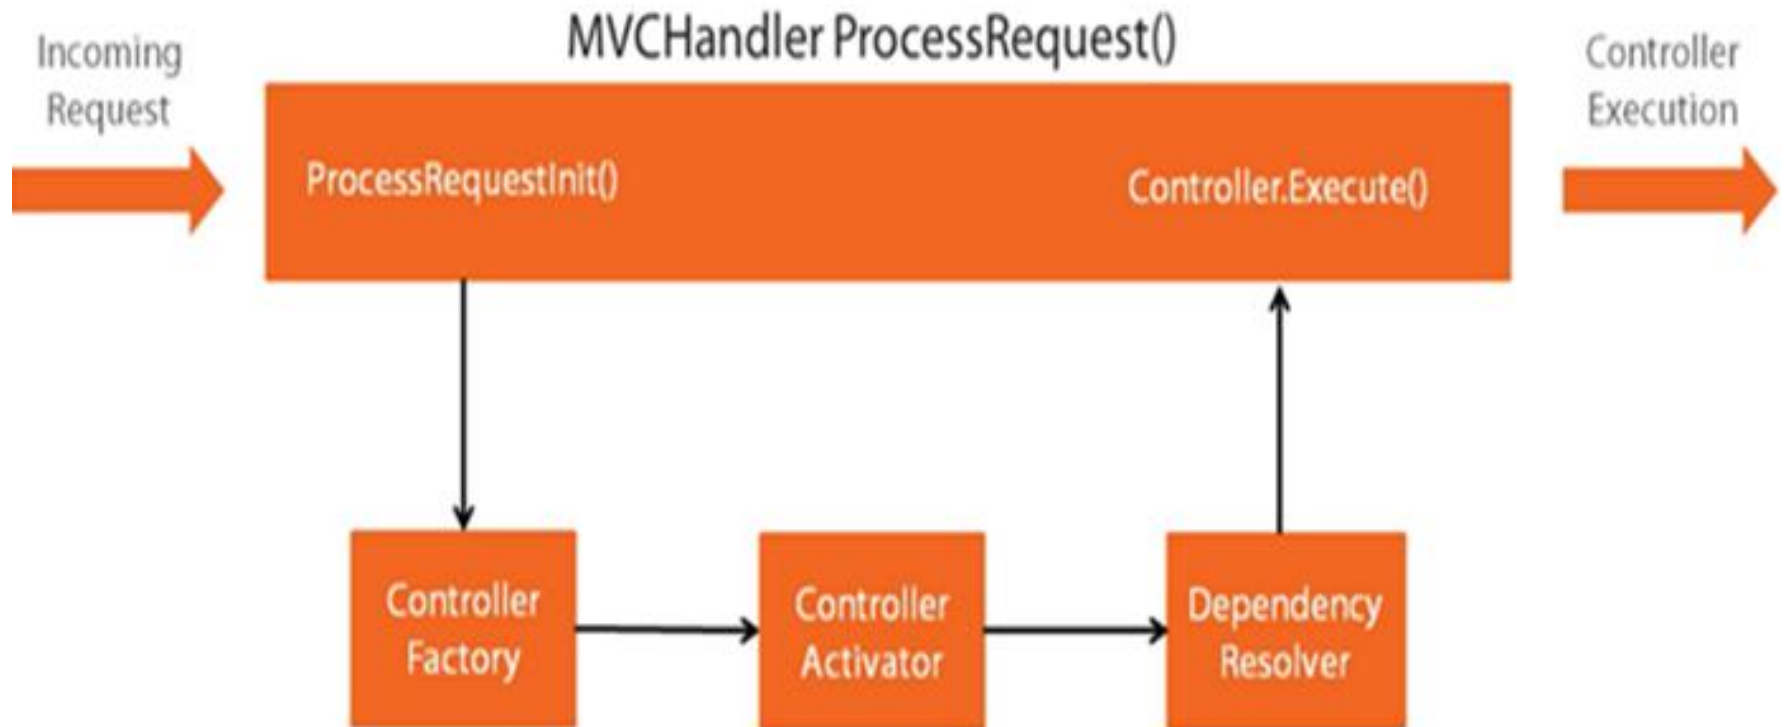 MVCHandler ProcessRequest()
Incoming
Request
Controller
Execution
ProcessRequestInit()
Controller.Execute()
Controller
Factory
Controller
Activator
Dependency
Resolver